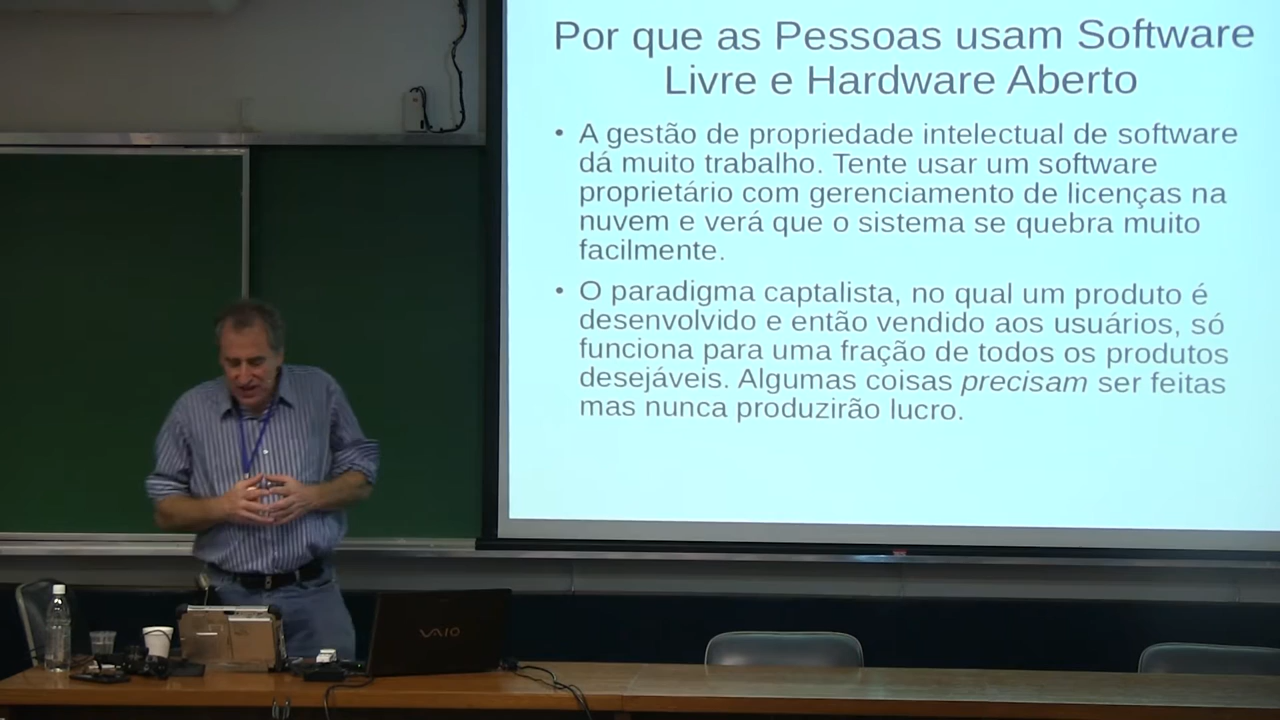 Por que as Pessoas usam Software
Livre e Hardware Aberto
• A gestão de propriedade intelectual de software
dá muito trabalho. Tente usar um software
proprietário com gerenciamento de licenças na
nuvem e verá que o sistema se quebra muito
facilmente.
• O paradigma captalista, no qual um produto é
desenvolvido e então vendido aos usuários, só
funciona para uma fração de todos os produtos
desejáveis. Algumas coisas precisam ser feitas
mas nunca produzirão lucro.
VAIO